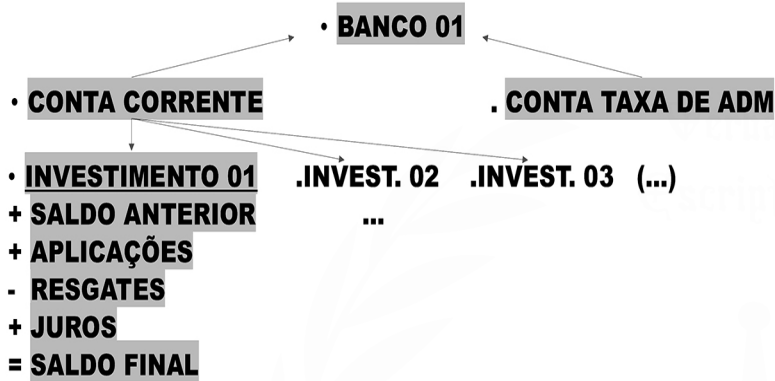 • BANCO 01
• CONTA CORRENTE . CONTA TAXA DE ADM
• INVESTIMENTO 01 .INVEST. 02 .INVEST. 03 (...)
+ SALDO ANTERIOR ...
+ APLICAÇÕES
- RESGATES
+ JUROS
= SALDO FINAL